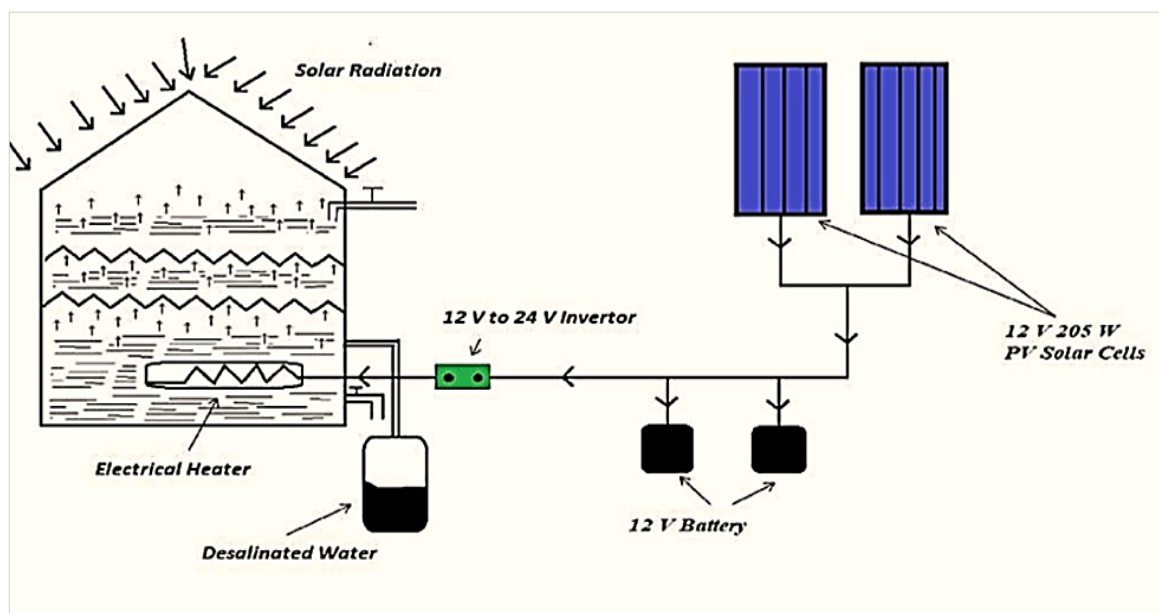 Solar Radiation
12 V to 24 V Invertor
12 V 205 W
PV Solar Cells
Electrical Heater
12 V Battery
Desalinated Water